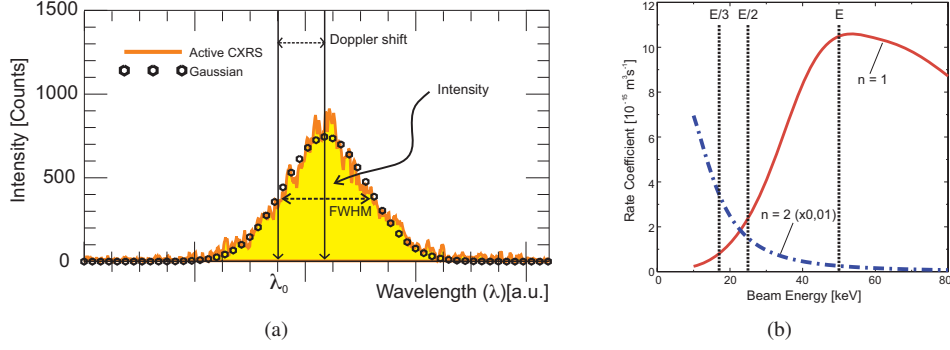 1500
1000
500
0
Intensity [Counts]
Active CXRS
Gaussian
Doppler shift
Intensity
FWHM
λ₀
Wavelength (λ)[a.u.]
(a)
E/3
E/2
E
12
10
8
6
4
2
0
Rate Coefficient [10⁻¹⁵ m³s⁻¹]
n = 1
n = 2 (x0,01)
0
20
40
60
80
Beam Energy [keV]
(b)